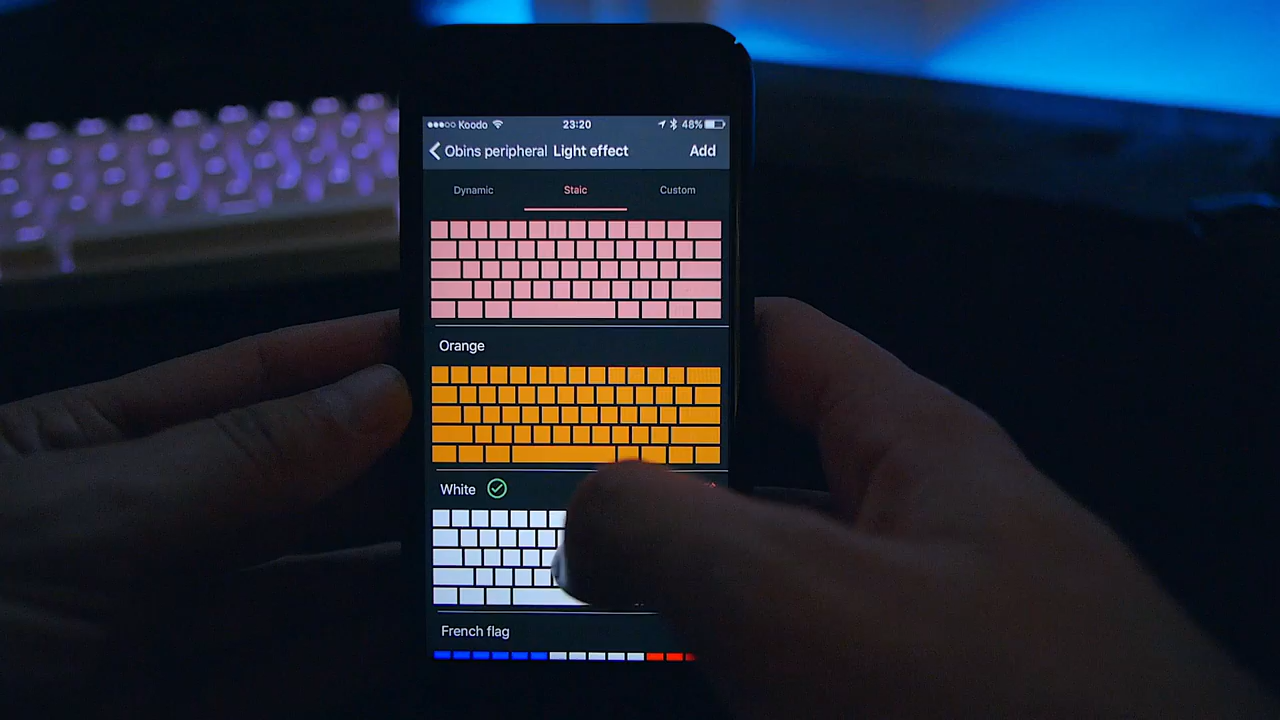 Koodo 23:20 48%
Obins peripheral Light effect Add
Dynamic Staic Custom
Orange
White
French flag